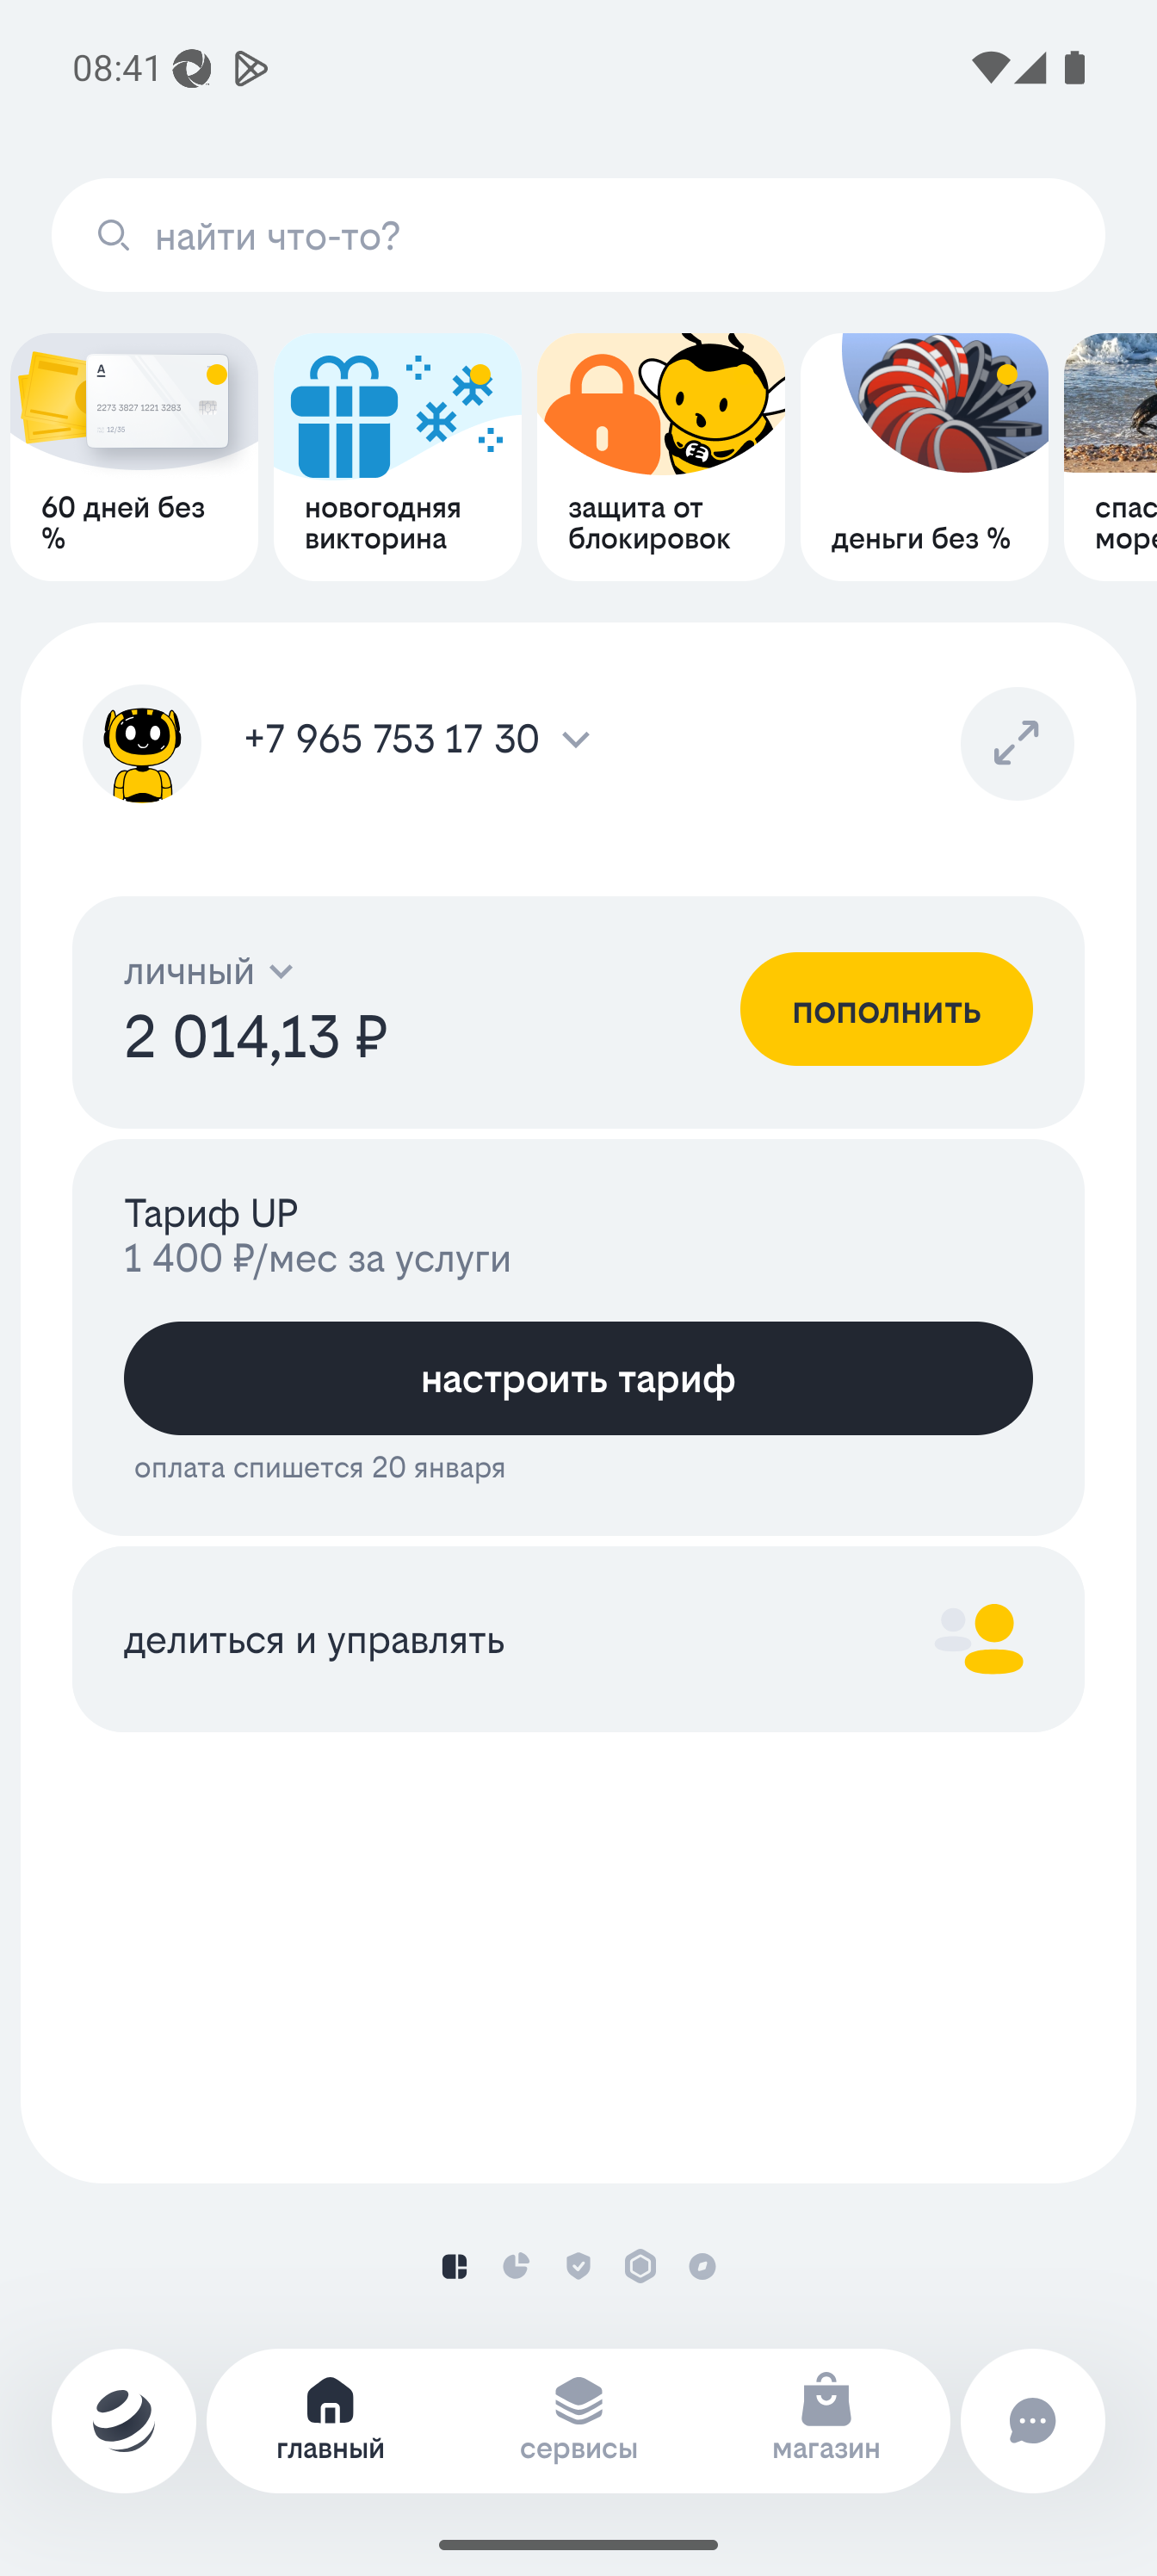 08:41
найти что-то?
A
2273 3827 1221 3283
12/35
60 дней без
%
новогодняя
викторина
защита от
блокировок
деньги без %
спас
море
+7 965 753 17 30
личный
2 014,13 ₽
пополнить
Тариф UP
1 400 ₽/мес за услуги
настроить тариф
оплата спишется 20 января
делиться и управлять
главный
сервисы
магазин